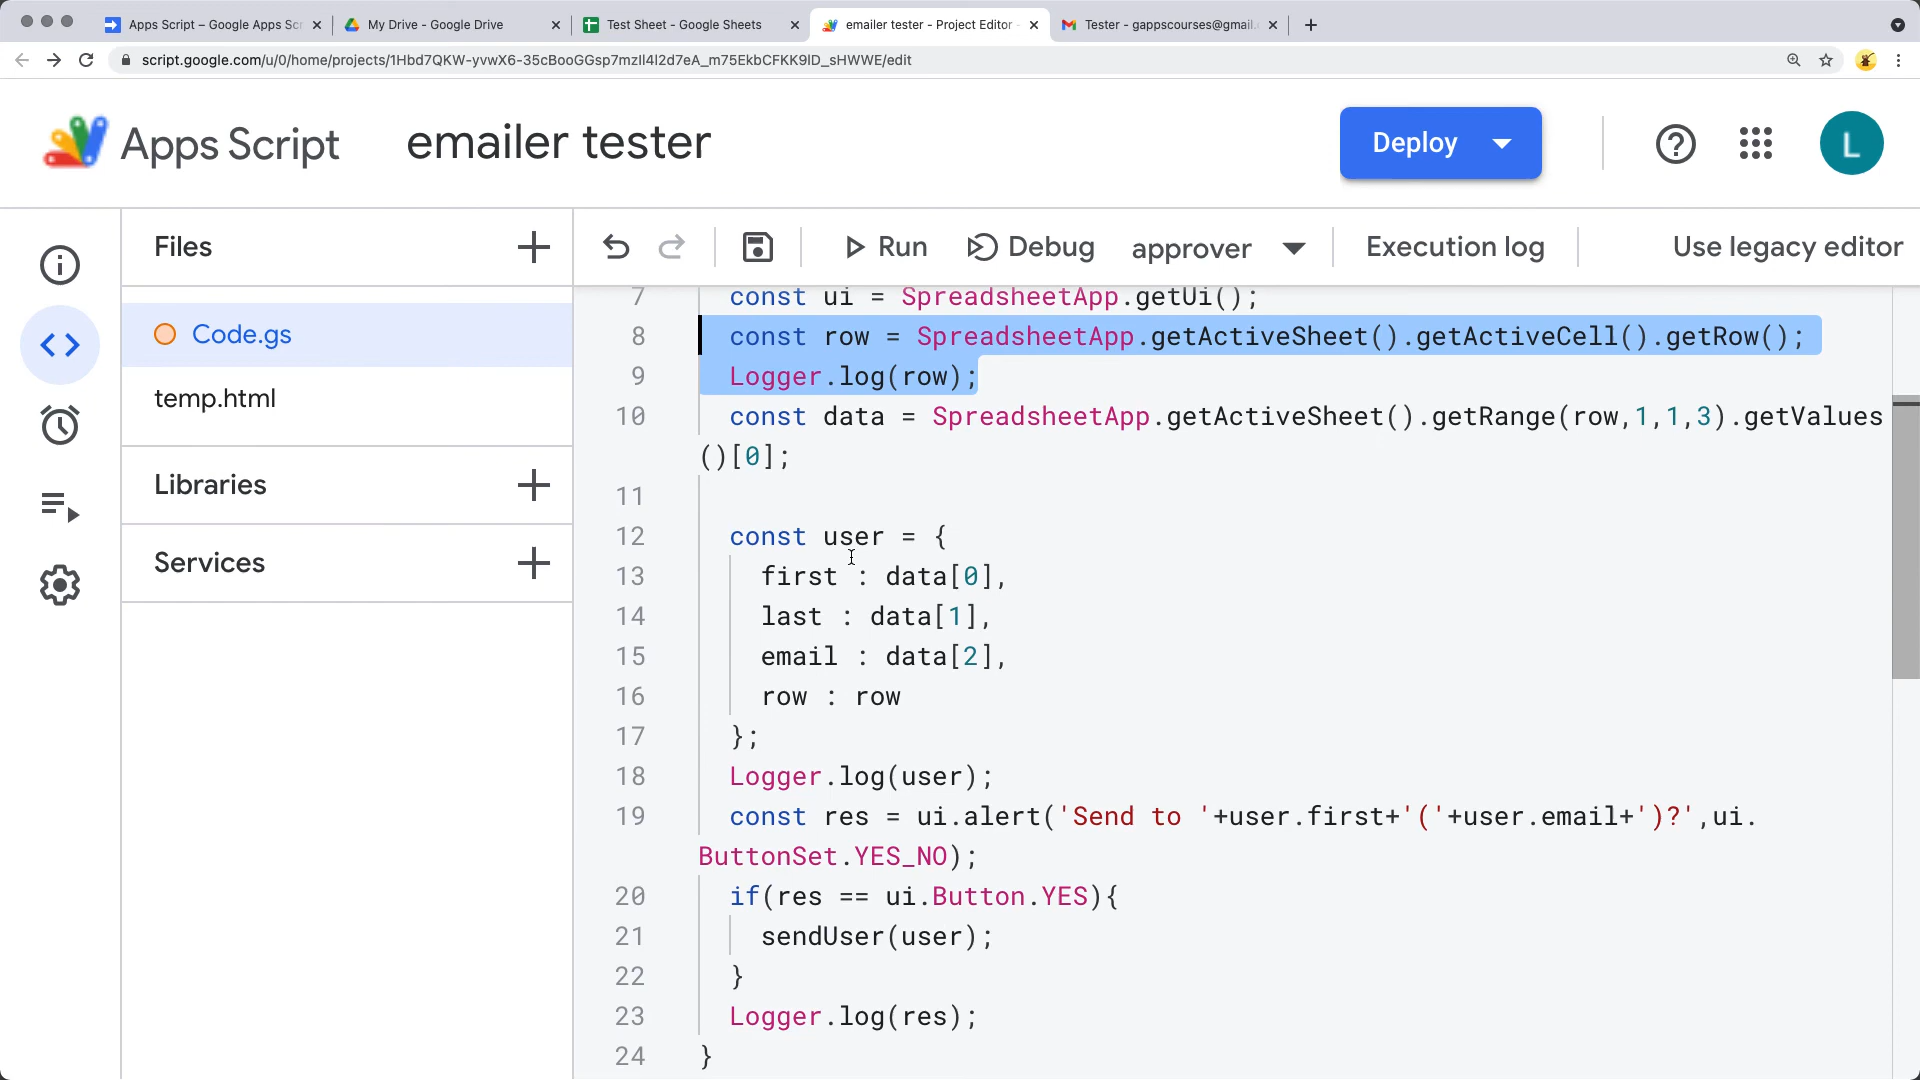 Apps Script – Google Apps Scr
My Drive - Google Drive
Test Sheet - Google Sheets
emailer tester - Project Editor -
Tester - gappscourses@gmail.
script.google.com/u/0/home/projects/1Hbd7QKW-yvwX6-35cBooGGsp7mzIl4l2d7eA_m75EkbCFKK9lD_sHWWE/edit
Apps Script
emailer tester
Deploy
L
Files
Run
Debug
approver
Execution log
Use legacy editor
Code.gs
temp.html
Libraries
Services
7 const ui = SpreadsheetApp.getUi();
8 const row = SpreadsheetApp.getActiveSheet().getActiveCell().getRow();
9 Logger.log(row);
10 const data = SpreadsheetApp.getActiveSheet().getRange(row,1,1,3).getValues
()[0];
11
12 const user = {
13 first : data[0],
14 last : data[1],
15 email : data[2],
16 row : row
17 };
18 Logger.log(user);
19 const res = ui.alert('Send to '+user.first+'('+user.email+')?',ui.
ButtonSet.YES_NO);
20 if(res == ui.Button.YES){
21 sendUser(user);
22 }
23 Logger.log(res);
24 }